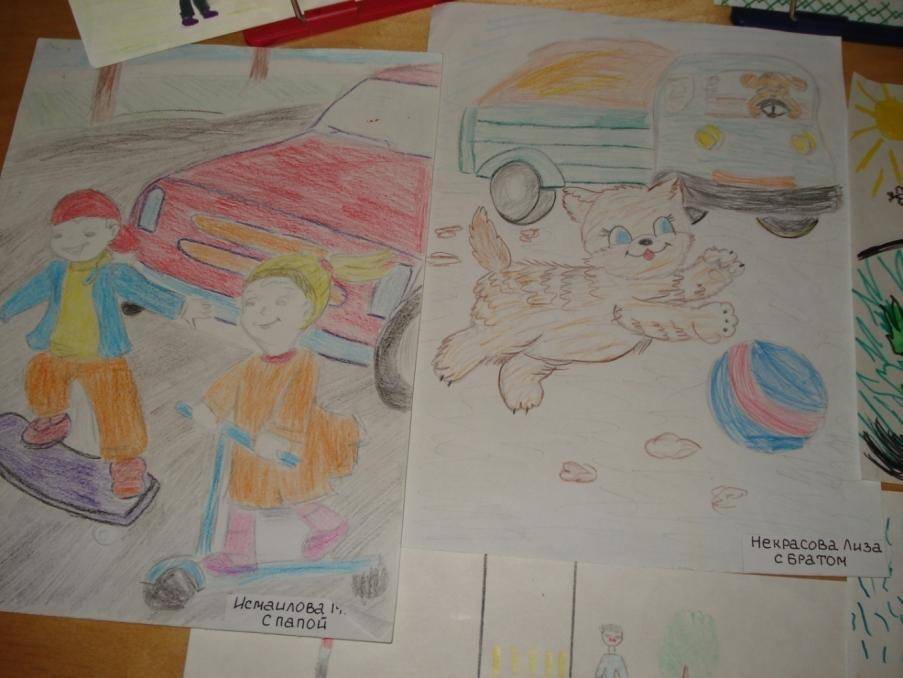 Исмаилова
с папой
Некрасова Лиза
с братом